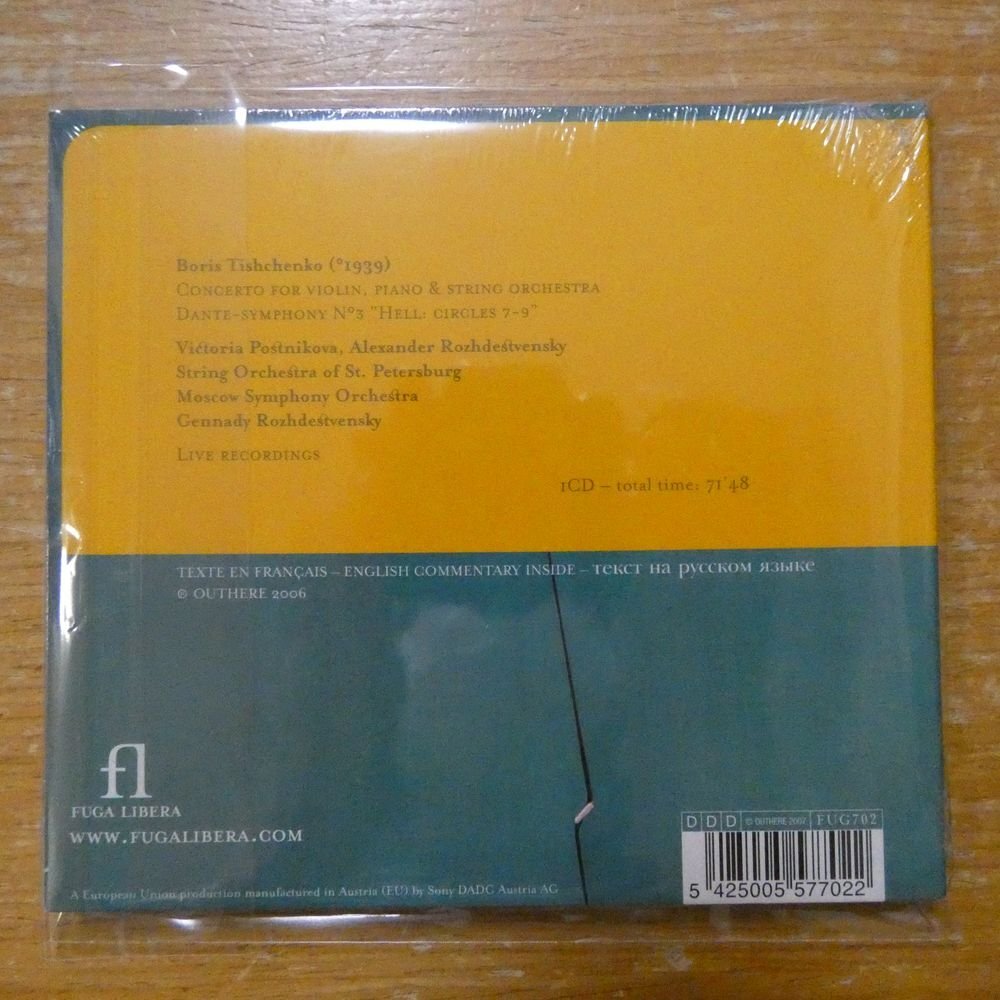 Boris Tishchenko (°1939)
Concerto for violin, piano & string orchestra
Dante-symphony N°3 "Hell: circles 7-9"
Victoria Postnikova, Alexander Rozhdestvensky
String Orchestra of St. Petersburg
Moscow Symphony Orchestra
Gennady Rozhdestvensky
Live recordings
1CD – total time: 71'48
TEXTE EN FRANÇAIS – ENGLISH COMMENTARY INSIDE – текст на русском языке
℗ OUTHERE 2006
fl
FUGA LIBERA
WWW.FUGALIBERA.COM
D D D © OUTHERE 2007 FUG702
5 425005 577022
A European Union production manufactured in Austria (EU) by Sony DADC Austria AG